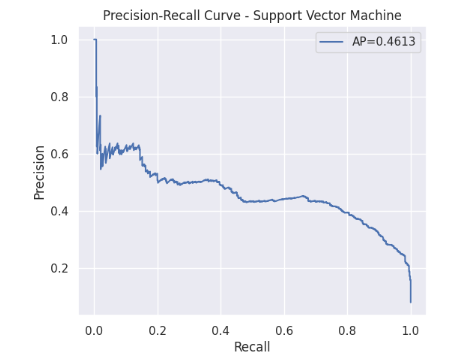 Precision-Recall Curve - Support Vector Machine
AP=0.4613
1.0
0.8
0.6
0.4
0.2
Precision
0.0 0.2 0.4 0.6 0.8 1.0
Recall